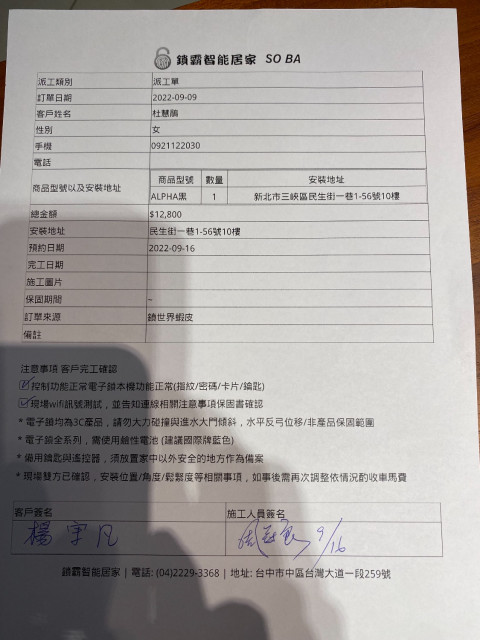 鎖霸智能居家 SO BA
派工類別 派工單
訂單日期 2022-09-09
客戶姓名 杜慧鵑
性別 女
手機 0921122030
電話
商品型號以及安裝地址 商品型號 數量 安裝地址
ALPHA黑 1 新北市三峽區民生街一巷1-56號10樓
總金額 $12,800
安裝地址 民生街一巷1-56號10樓
預約日期 2022-09-16
完工日期
施工圖片
保固期間 ~
訂單來源 鎖世界蝦皮
備註
注意事項 客戶完工確認
控制功能正常電子鎖本機功能正常(指紋/密碼/卡片/鑰匙)
現場wifi訊號測試，並告知連線相關注意事項保固書確認
* 電子鎖均為3C產品，請勿大力碰撞與進水大門傾斜，水平反弓位移/非產品保固範圍
* 電子鎖全系列，需使用鹼性電池 (建議國際牌藍色)
* 備用鑰匙與遙控器，須放置家中以外安全的地方作為備案
* 現場雙方已確認，安裝位置/角度/鬆緊度等相關事項，如事後需再次調整依情況酌收車馬費
客戶簽名 施工人員簽名
楊宇凡 9/16
鎖霸智能居家 | 電話: (04)2229-3368 | 地址: 台中市中區台灣大道一段259號